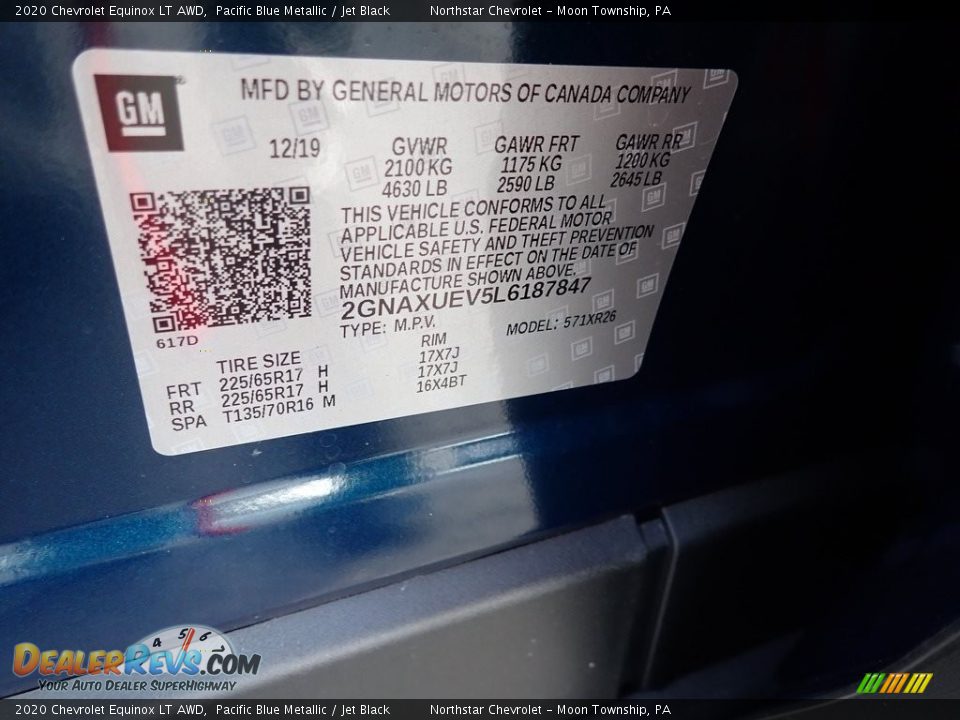 2020 Chevrolet Equinox LT AWD, Pacific Blue Metallic / Jet Black Northstar Chevrolet - Moon Township, PA
GM
MFD BY GENERAL MOTORS OF CANADA COMPANY
12/19 GVWR GAWR FRT GAWR RR
2100 KG 1175 KG 1200 KG
4630 LB 2590 LB 2645 LB
THIS VEHICLE CONFORMS TO ALL
APPLICABLE U.S. FEDERAL MOTOR
VEHICLE SAFETY AND THEFT PREVENTION
STANDARDS IN EFFECT ON THE DATE OF
MANUFACTURE SHOWN ABOVE.
2GNAXUEV5L6187847
617D
TYPE: M.P.V. MODEL: 571XR26
TIRE SIZE RIM
FRT 225/65R17 H 17X7J
RR 225/65R17 H 17X7J
SPA T135/70R16 M 16X4BT
4 5 6
DealerRevs.com
Your Auto Dealer SuperHighway
2020 Chevrolet Equinox LT AWD, Pacific Blue Metallic / Jet Black Northstar Chevrolet - Moon Township, PA